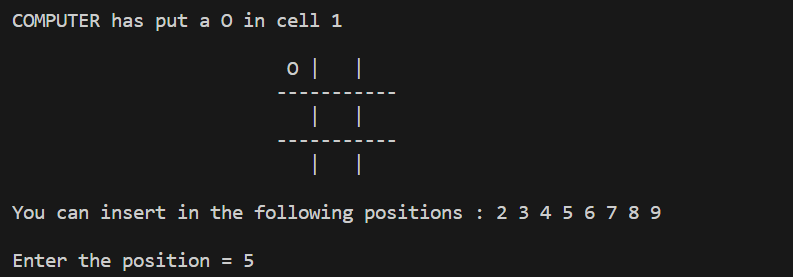 COMPUTER has put a O in cell 1
O |   |
-----------
  |   |
-----------
  |   |
You can insert in the following positions : 2 3 4 5 6 7 8 9
Enter the position = 5